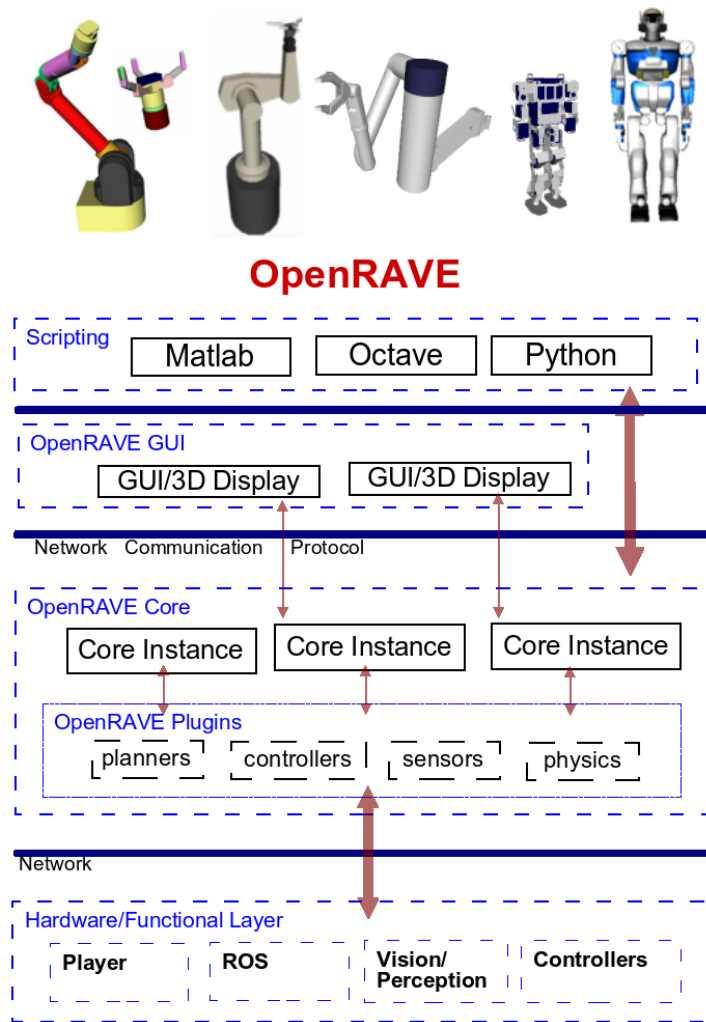 OpenRAVE
Scripting
Matlab
Octave
Python
OpenRAVE GUI
GUI/3D Display
GUI/3D Display
Network Communication Protocol
OpenRAVE Core
Core Instance
Core Instance
Core Instance
OpenRAVE Plugins
planners
controllers
sensors
physics
Network
Hardware/Functional Layer
Player
ROS
Vision/
Perception
Controllers